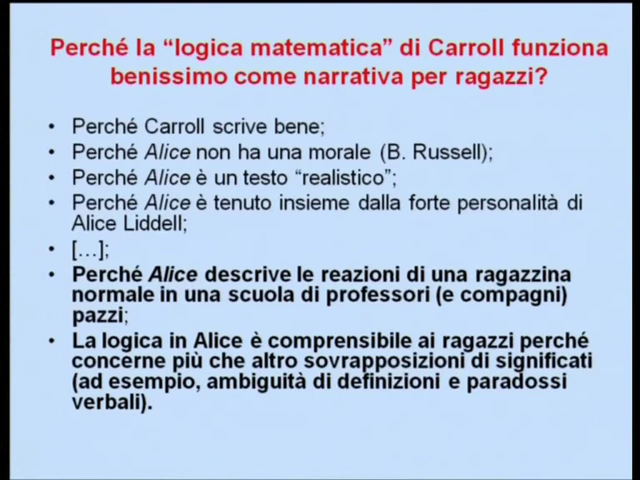 Perché la “logica matematica” di Carroll funziona
benissimo come narrativa per ragazzi?
• Perché Carroll scrive bene;
• Perché Alice non ha una morale (B. Russell);
• Perché Alice è un testo “realistico”;
• Perché Alice è tenuto insieme dalla forte personalità di
Alice Liddell;
• […];
• Perché Alice descrive le reazioni di una ragazzina
normale in una scuola di professori (e compagni)
pazzi;
• La logica in Alice è comprensibile ai ragazzi perché
concerne più che altro sovrapposizioni di significati
(ad esempio, ambiguità di definizioni e paradossi
verbali).